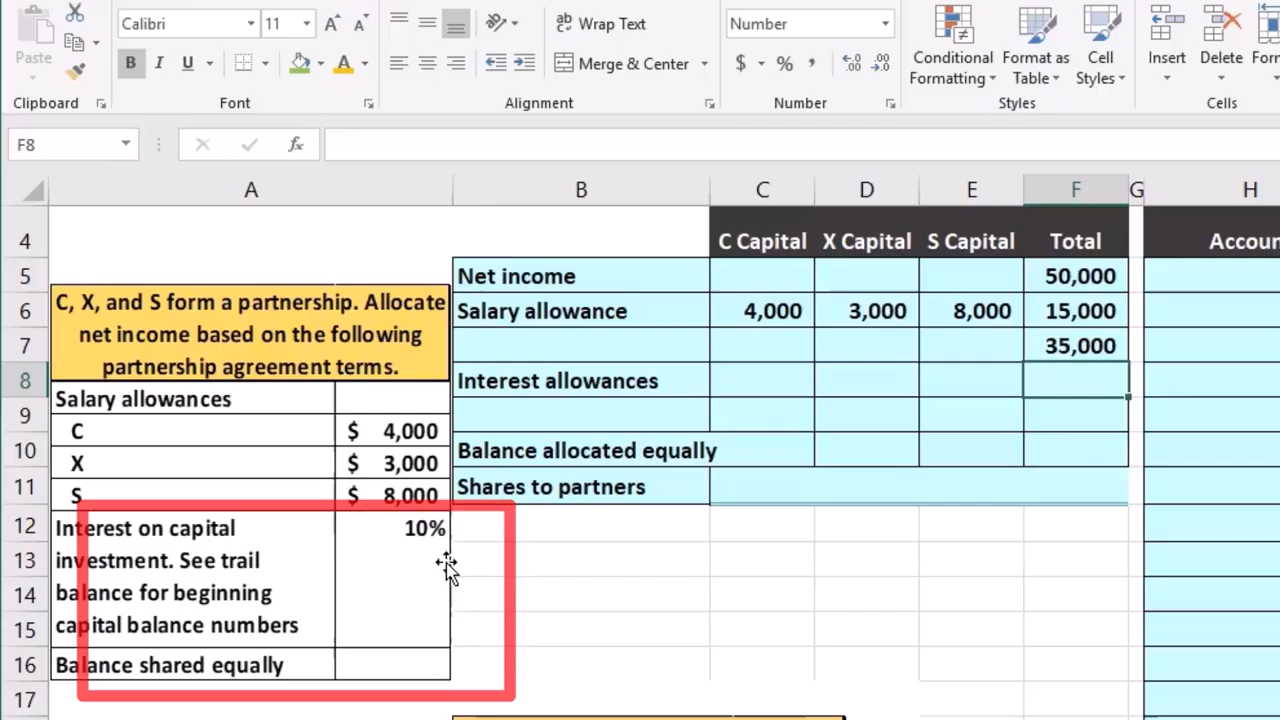 Calibri 11 Wrap Text Number
Paste B I U Merge & Center $ % Conditional Formatting Format as Table Cell Styles Insert Delete
Clipboard Font Alignment Number Styles Cells
F8 fx
A B C D E F G H
4 C Capital X Capital S Capital Total
5 Net income 50,000
6 Salary allowance 4,000 3,000 8,000 15,000
7 35,000
8 Interest allowances
9
10 Balance allocated equally
11 Shares to partners
12
13
14
15
16
17
C, X, and S form a partnership. Allocate
net income based on the following
partnership agreement terms.
Salary allowances
C $ 4,000
X $ 3,000
S $ 8,000
Interest on capital 10%
investment. See trail
balance for beginning
capital balance numbers
Balance shared equally